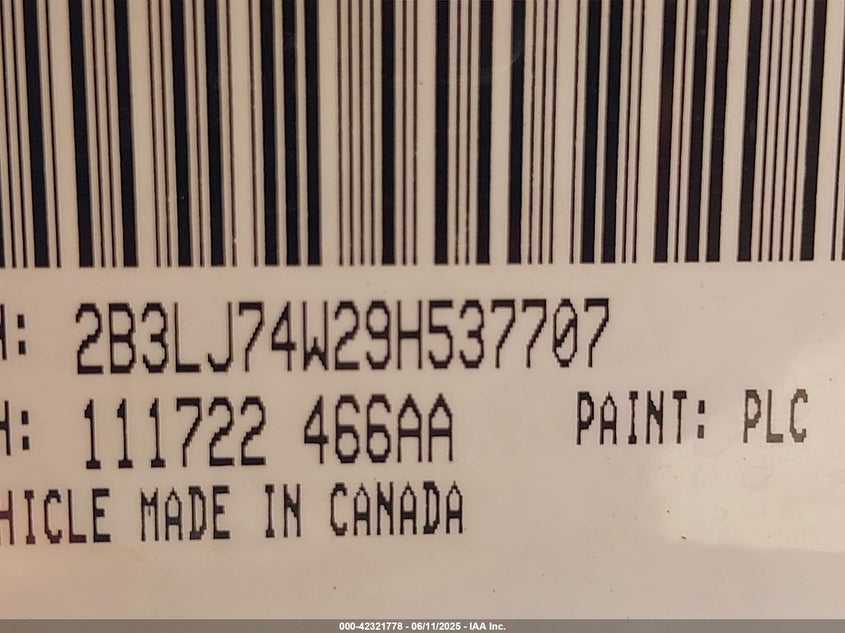 : 2B3LJ74W29H537707
H: 111722 466AA PAINT: PLC
HICLE MADE IN CANADA
000-42321778 - 06/11/2025 - IAA Inc.